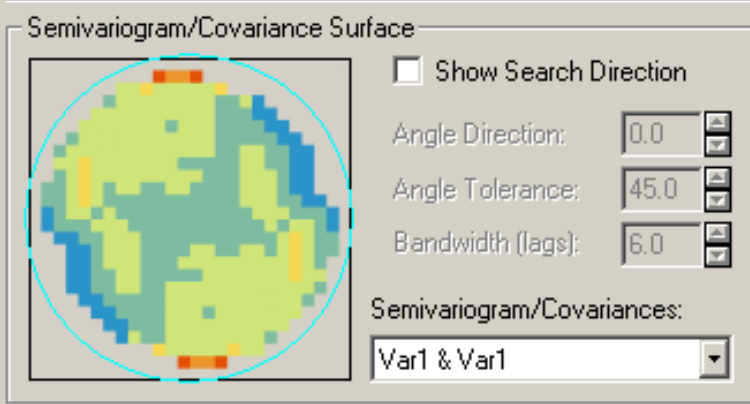 Semivariogram/Covariance Surface
Show Search Direction
Angle Direction: 0.0
Angle Tolerance: 45.0
Bandwidth (lags): 6.0
Semivariogram/Covariances:
Var1 & Var1